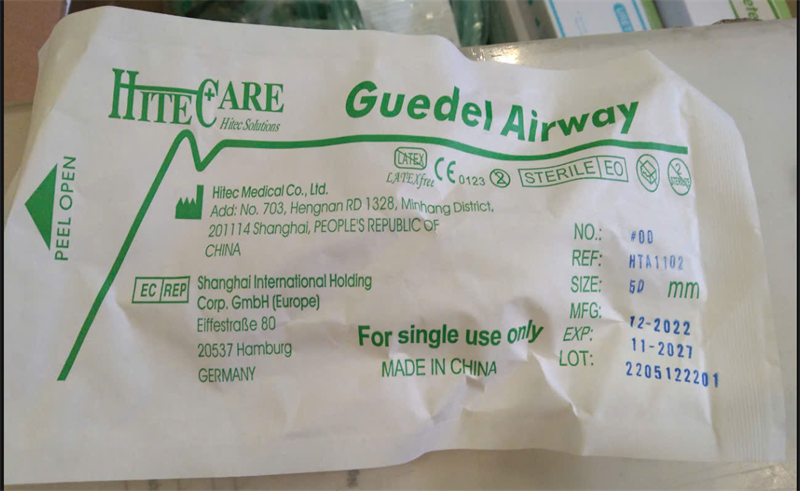 HITECARE
Hitec Solutions
Guedel Airway
PEEL OPEN
LATEX
LATEXfree
CE 0123
2
STERILE EO
2
STERILIZE
Hitec Medical Co., Ltd.
Add: No. 703, Hengnan RD 1328, Minhang District,
201114 Shanghai, PEOPLE'S REPUBLIC OF
CHINA
EC REP
Shanghai International Holding
Corp. GmbH (Europe)
Eiffestraße 80
20537 Hamburg
GERMANY
For single use only
MADE IN CHINA
NO.: #00
REF: HTA1102
SIZE: 50 mm
MFG: 12-2022
EXP: 11-2027
LOT: 2205122201